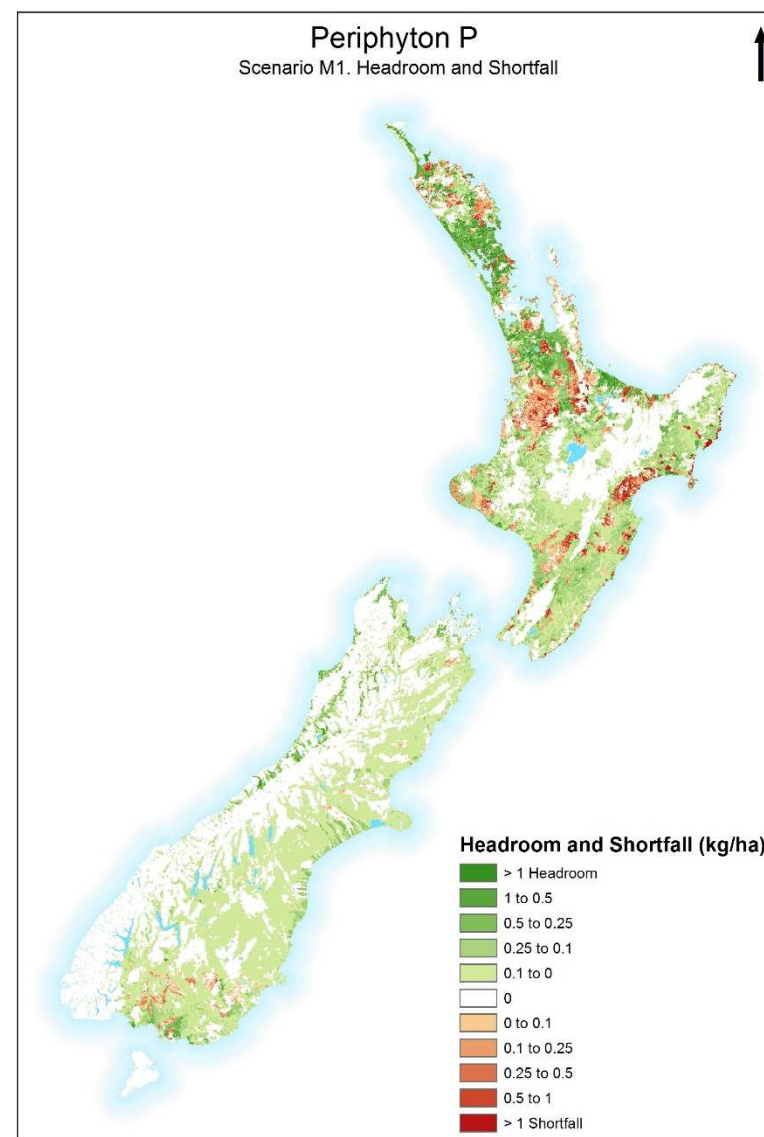 Periphyton P
Scenario M1. Headroom and Shortfall
Headroom and Shortfall (kg/ha)
> 1 Headroom
1 to 0.5
0.5 to 0.25
0.25 to 0.1
0.1 to 0
0
0 to 0.1
0.1 to 0.25
0.25 to 0.5
0.5 to 1
> 1 Shortfall